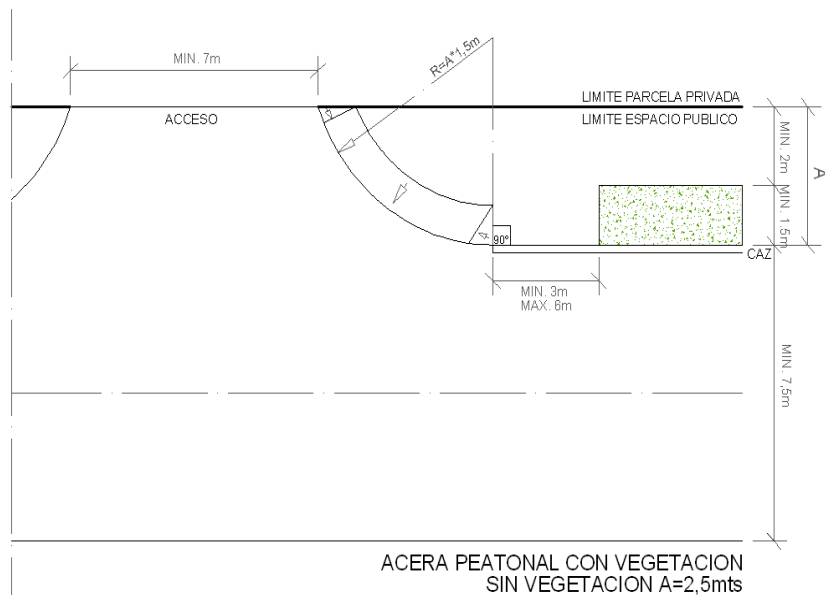 MIN. 7m
R=A*1,5m
LIMITE PARCELA PRIVADA
ACCESO
LIMITE ESPACIO PUBLICO
MIN. 2m
A
MIN. 1.5m
90°
CAZ
MIN. 3m
MAX. 6m
MIN. 7,5m
ACERA PEATONAL CON VEGETACION
SIN VEGETACION A=2,5mts